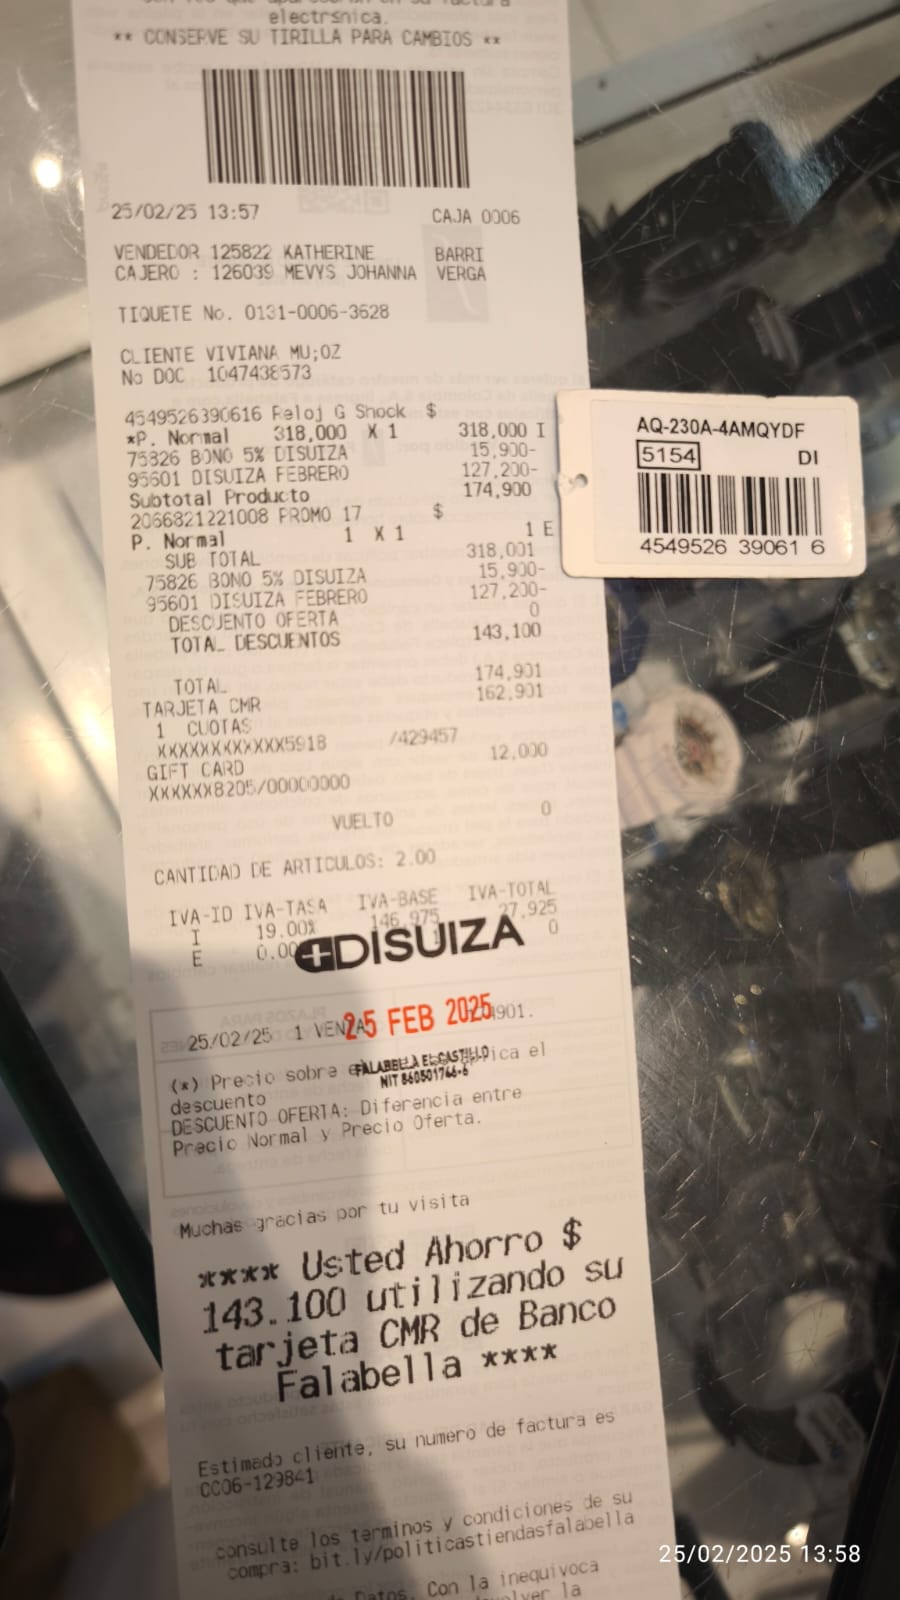 electrsnica.
** CONSERVE SU TIRILLA PARA CAMBIOS **
25/02/25 13:57 CAJA 0006
VENDEDOR 125822 KATHERINE BARRI
CAJERO : 126039 MEVYS JOHANNA VERGA
TIQUETE No. 0131-0006-3628
CLIENTE VIVIANA MU;OZ
No DOC 1047438573
4549526390616 Reloj G Shock $
*P. Normal 318,000 X 1 318,000 I
75826 BONO 5% DISUIZA 15,900-
95601 DISUIZA FEBRERO 127,200-
Subtotal Producto 174,900
2066821221008 PROMO 17 $
P. Normal 1 X 1 1 E
SUB TOTAL 318,001
75826 BONO 5% DISUIZA 15,900-
95601 DISUIZA FEBRERO 127,200-
DESCUENTO OFERTA 0
TOTAL DESCUENTOS 143,100
TOTAL 174,901
TARJETA CMR 162,901
1 CUOTAS
XXXXXXXXXXXX5918 /429457
GIFT CARD 12,000
XXXXXX8205/00000000
VUELTO 0
CANTIDAD DE ARTICULOS: 2.00
IVA-ID IVA-TASA IVA-BASE IVA-TOTAL
I 19.00% 146,975 27,925
E 0.00 0
DISUIZA
25/02/25 1 VENTA 901.
25 FEB 2025
FALABELLA EL CASTILLO
NIT 860501766-6
(*) Precio sobre el
descuento
DESCUENTO OFERTA: Diferencia entre
Precio Normal y Precio Oferta.
Muchas gracias por tu visita
**** Usted Ahorro $
143.100 utilizando su
tarjeta CMR de Banco
Falabella ****
Estimado cliente, su numero de factura es
CC06-129841
consulte los terminos y condiciones de su
compra: bit.ly/politicastiendasfalabella
Datos. Con la inequivoca
AQ-230A-4AMQYDF
5154 DI
4549526 39061 6
25/02/2025 13:58